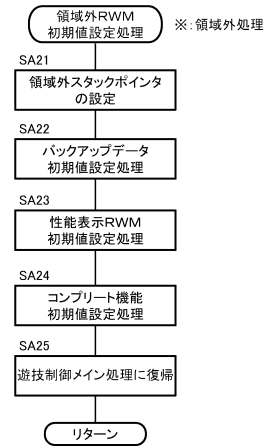 領域外RWM
初期値設定処理
※:領域外処理
SA21
領域外スタックポインタ
の設定
SA22
バックアップデータ
初期値設定処理
SA23
性能表示RWM
初期値設定処理
SA24
コンプリート機能
初期値設定処理
SA25
遊技制御メイン処理に復帰
リターン